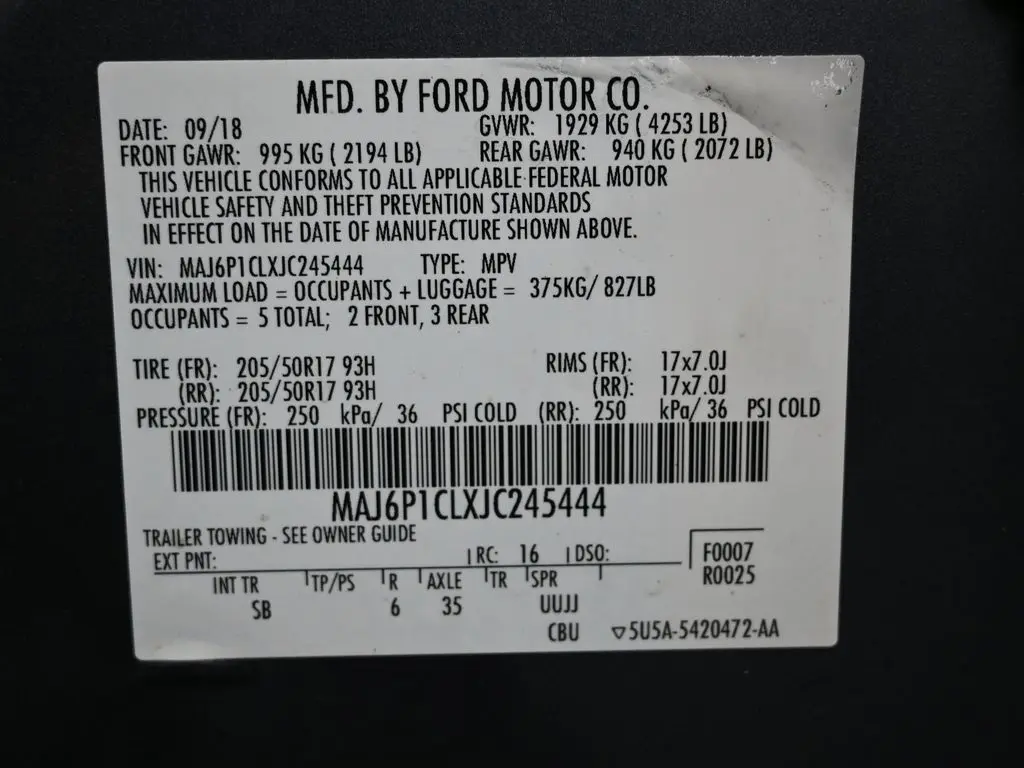 MFD. BY FORD MOTOR CO.
DATE: 09/18 GVWR: 1929 KG ( 4253 LB)
FRONT GAWR: 995 KG ( 2194 LB) REAR GAWR: 940 KG ( 2072 LB)
THIS VEHICLE CONFORMS TO ALL APPLICABLE FEDERAL MOTOR
VEHICLE SAFETY AND THEFT PREVENTION STANDARDS
IN EFFECT ON THE DATE OF MANUFACTURE SHOWN ABOVE.
VIN: MAJ6P1CLXJC245444 TYPE: MPV
MAXIMUM LOAD = OCCUPANTS + LUGGAGE = 375KG/ 827LB
OCCUPANTS = 5 TOTAL; 2 FRONT, 3 REAR
TIRE (FR): 205/50R17 93H RIMS (FR): 17x7.0J
(RR): 205/50R17 93H (RR): 17x7.0J
PRESSURE (FR): 250 kPa/ 36 PSI COLD (RR): 250 kPa/ 36 PSI COLD
MAJ6P1CLXJC245444
TRAILER TOWING - SEE OWNER GUIDE
EXT PNT: RC: 16 DSO: F0007
INT TR TP/PS R AXLE TR SPR R0025
SB 6 35 UUJJ
CBU ▽5U5A-5420472-AA